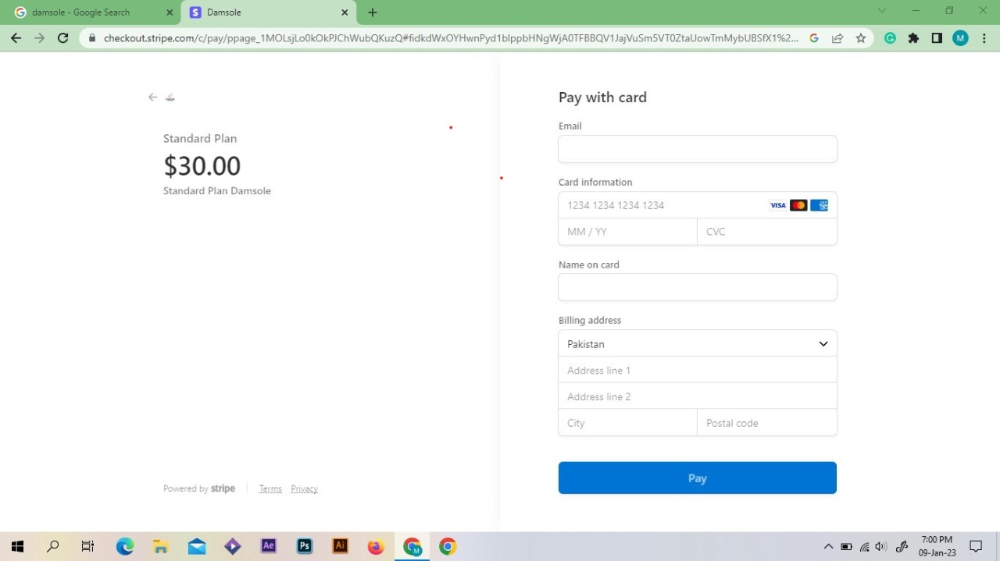 damsole - Google Search
Damsole
checkout.stripe.com/c/pay/ppage_1MOLsjLo0kOkPJChWubQKuzQ#fidkdWxOYHwnPyd1blppbHNgWjA0TFBBQV1JajVuSm5VT0ZtaUowTmMybUBSfX1%2...
M
Standard Plan
$30.00
Standard Plan Damsole
Powered by stripe
Terms
Privacy
Pay with card
Email
Card information
1234 1234 1234 1234
VISA
MM / YY
CVC
Name on card
Billing address
Pakistan
Address line 1
Address line 2
City
Postal code
Pay
Ae
Ps
Ai
M
7:00 PM
09-Jan-23